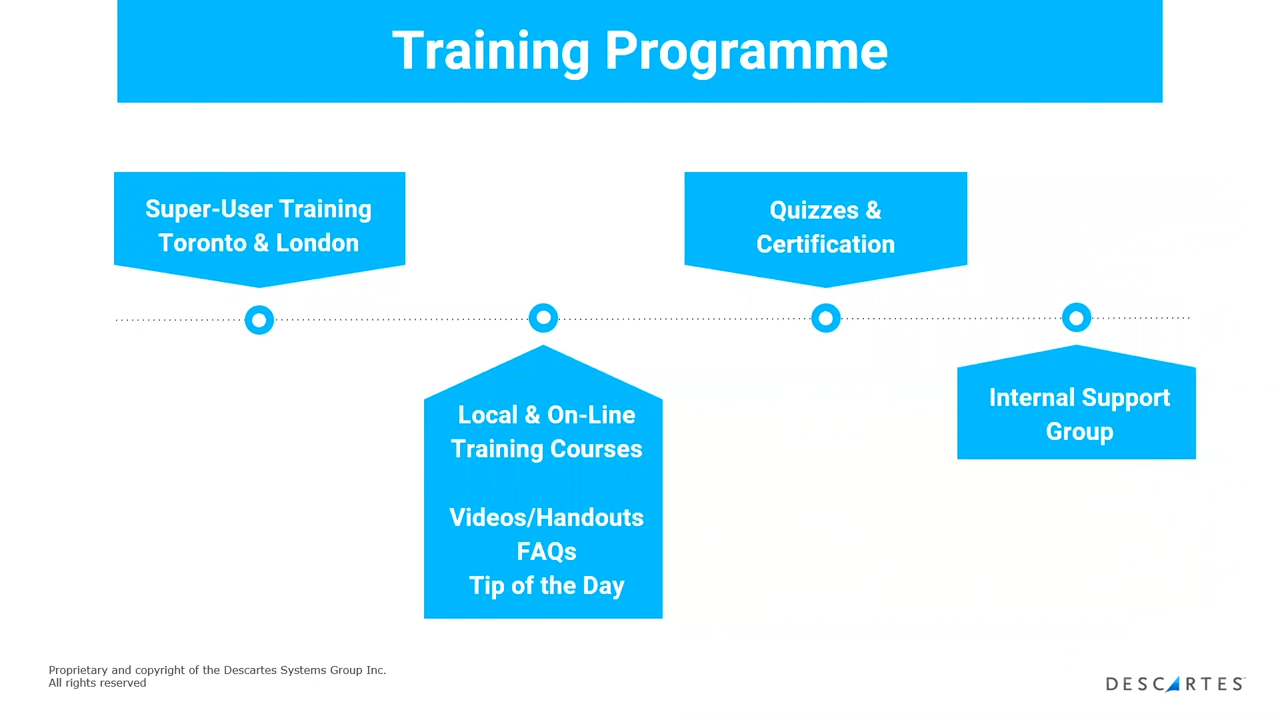 Training Programme
Super-User Training
Toronto & London
Quizzes &
Certification
Local & On-Line
Training Courses
Videos/Handouts
FAQs
Tip of the Day
Internal Support
Group
Proprietary and copyright of the Descartes Systems Group Inc.
All rights reserved
DESCARTES